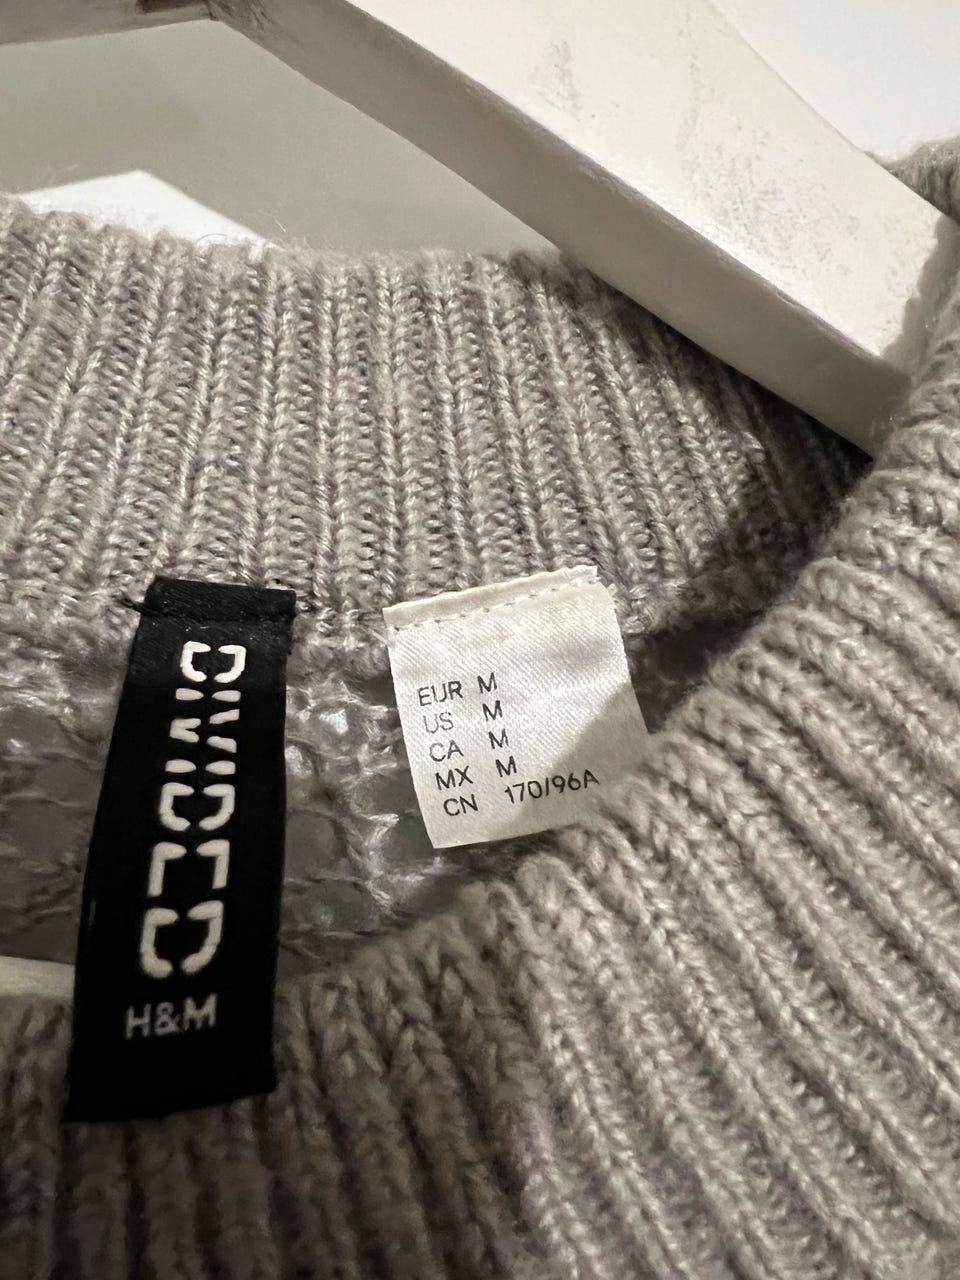 DIVIDED
H&M
EUR M
US M
CA M
MX M
CN 170/96A